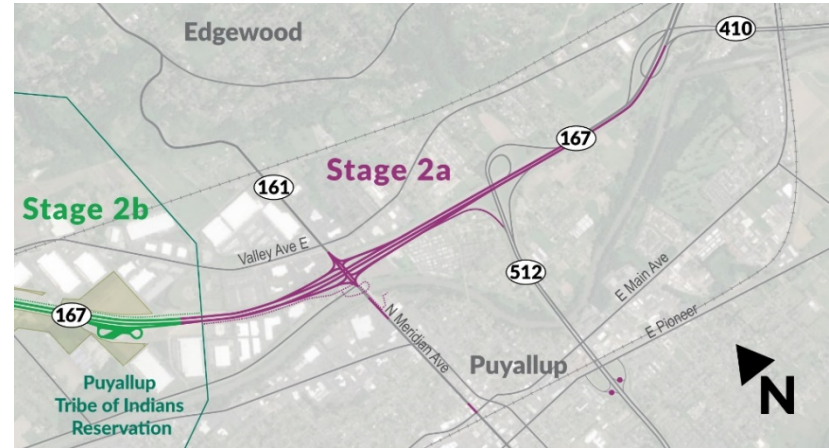 Edgewood
410
167
Stage 2a
161
Stage 2b
Valley Ave E
512
E Main Ave
167
N Meridian Ave
E Pioneer
Puyallup
Puyallup
Tribe of Indians
Reservation
N